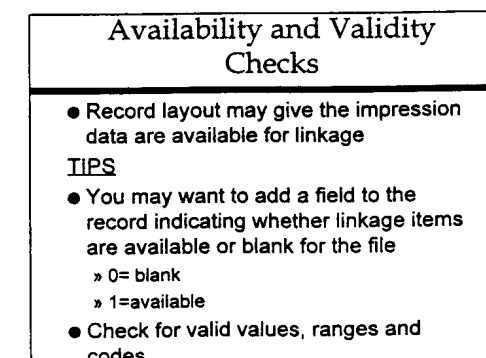 Availability and Validity
Checks
● Record layout may give the impression
data are available for linkage
TIPS
● You may want to add a field to the
record indicating whether linkage items
are available or blank for the file
» 0= blank
» 1=available
● Check for valid values, ranges and
codes